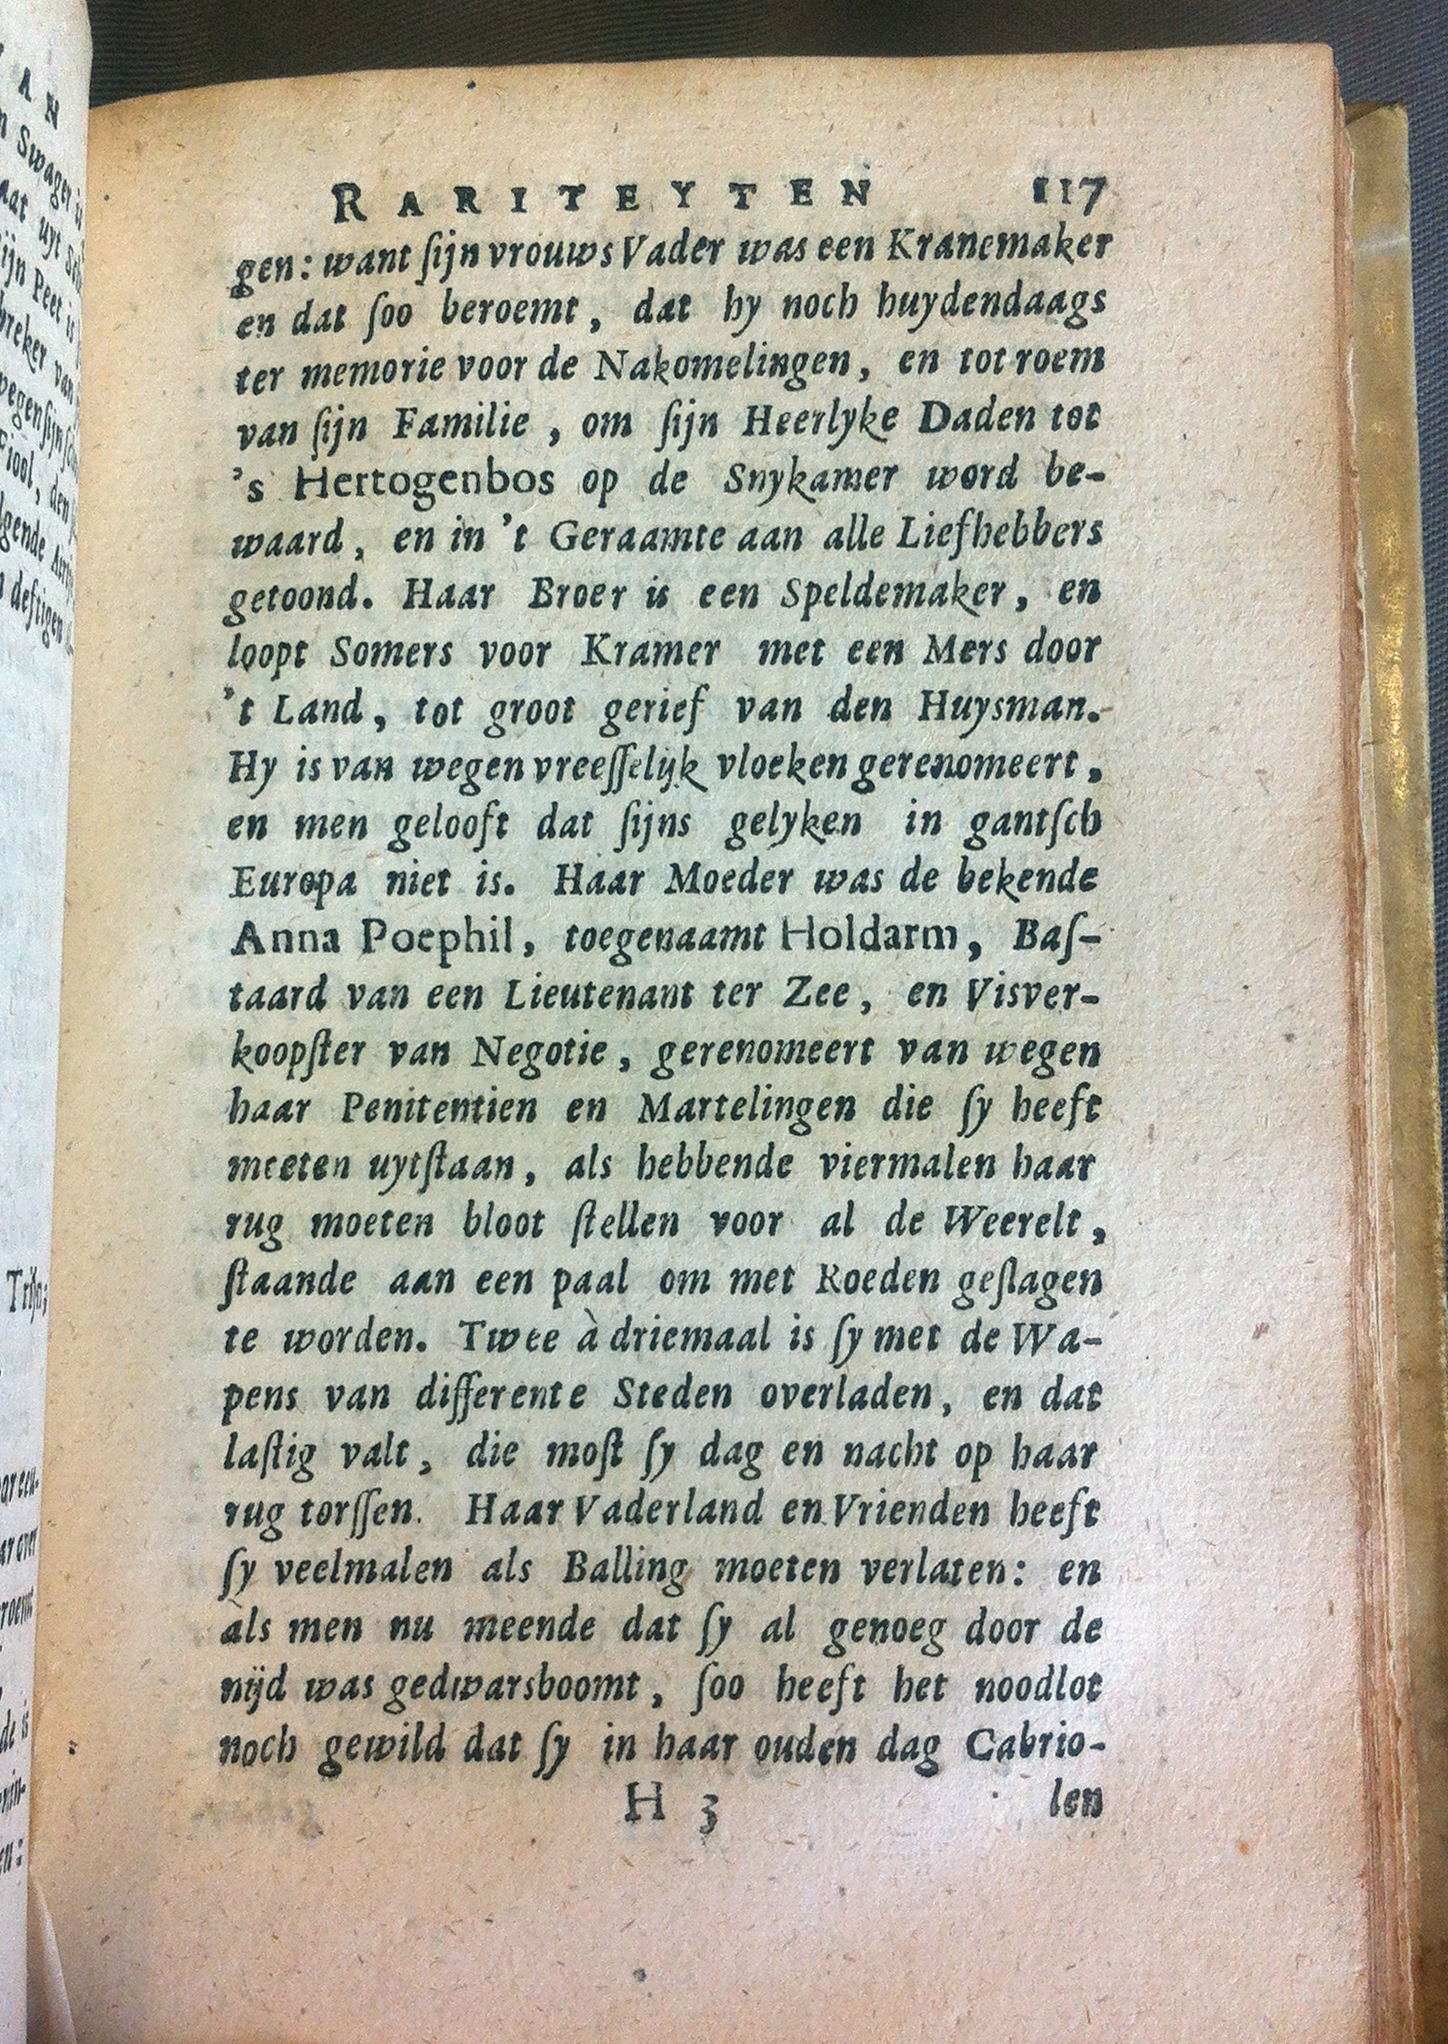 RARITEYTEN 117
gen: want ſijn vrouws Vader was een Kranemaker
en dat ſoo beroemt, dat hy noch huydendaags
ter memorie voor de Nakomelingen, en tot roem
van ſijn Familie, om ſijn Heerlyke Daden tot
's Hertogenbos op de Snykamer word be-
waard, en in 't Geraamte aan alle Liefhebbers
getoond. Haar Broer is een Speldemaker, en
loopt Somers voor Kramer met een Mers door
't Land, tot groot gerief van den Huysman.
Hy is van wegen vreeſſelijk vloeken gerenomeert,
en men gelooft dat ſijns gelyken in gantſch
Europa niet is. Haar Moeder was de bekende
Anna Poephil, toegenaamt Holdarm, Baſ-
taard van een Lieutenant ter Zee, en Visver-
koopſter van Negotie, gerenomeert van wegen
haar Penitentien en Martelingen die ſy heeft
moeten uytſtaan, als hebbende viermalen haar
rug moeten bloot ſtellen voor al de Weerelt,
ſtaande aan een paal om met Roeden geſlagen
te worden. Twee à driemaal is ſy met de Wa-
pens van differente Steden overladen, en dat
laſtig valt, die moſt ſy dag en nacht op haar
rug torſſen. Haar Vaderland en Vrienden heeft
ſy veelmalen als Balling moeten verlaten: en
als men nu meende dat ſy al genoeg door de
nijd was gedwarsboomt, ſoo heeft het noodlot
noch gewild dat ſy in haar ouden dag Cabrio-
H 3 len